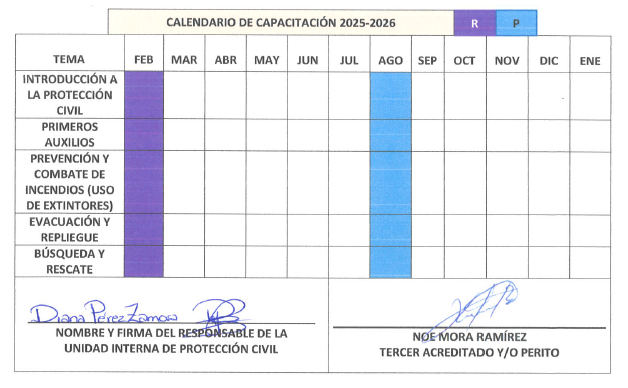 CALENDARIO DE CAPACITACIÓN 2025-2026 R P
TEMA FEB MAR ABR MAY JUN JUL AGO SEP OCT NOV DIC ENE
INTRODUCCIÓN A
LA PROTECCIÓN
CIVIL
PRIMEROS
AUXILIOS
PREVENCIÓN Y
COMBATE DE
INCENDIOS (USO
DE EXTINTORES)
EVACUACIÓN Y
REPLIEGUE
BÚSQUEDA Y
RESCATE
Diana Pérez Zamora
NOMBRE Y FIRMA DEL RESPONSABLE DE LA
UNIDAD INTERNA DE PROTECCIÓN CIVIL
NOE MORA RAMÍREZ
TERCER ACREDITADO Y/O PERITO